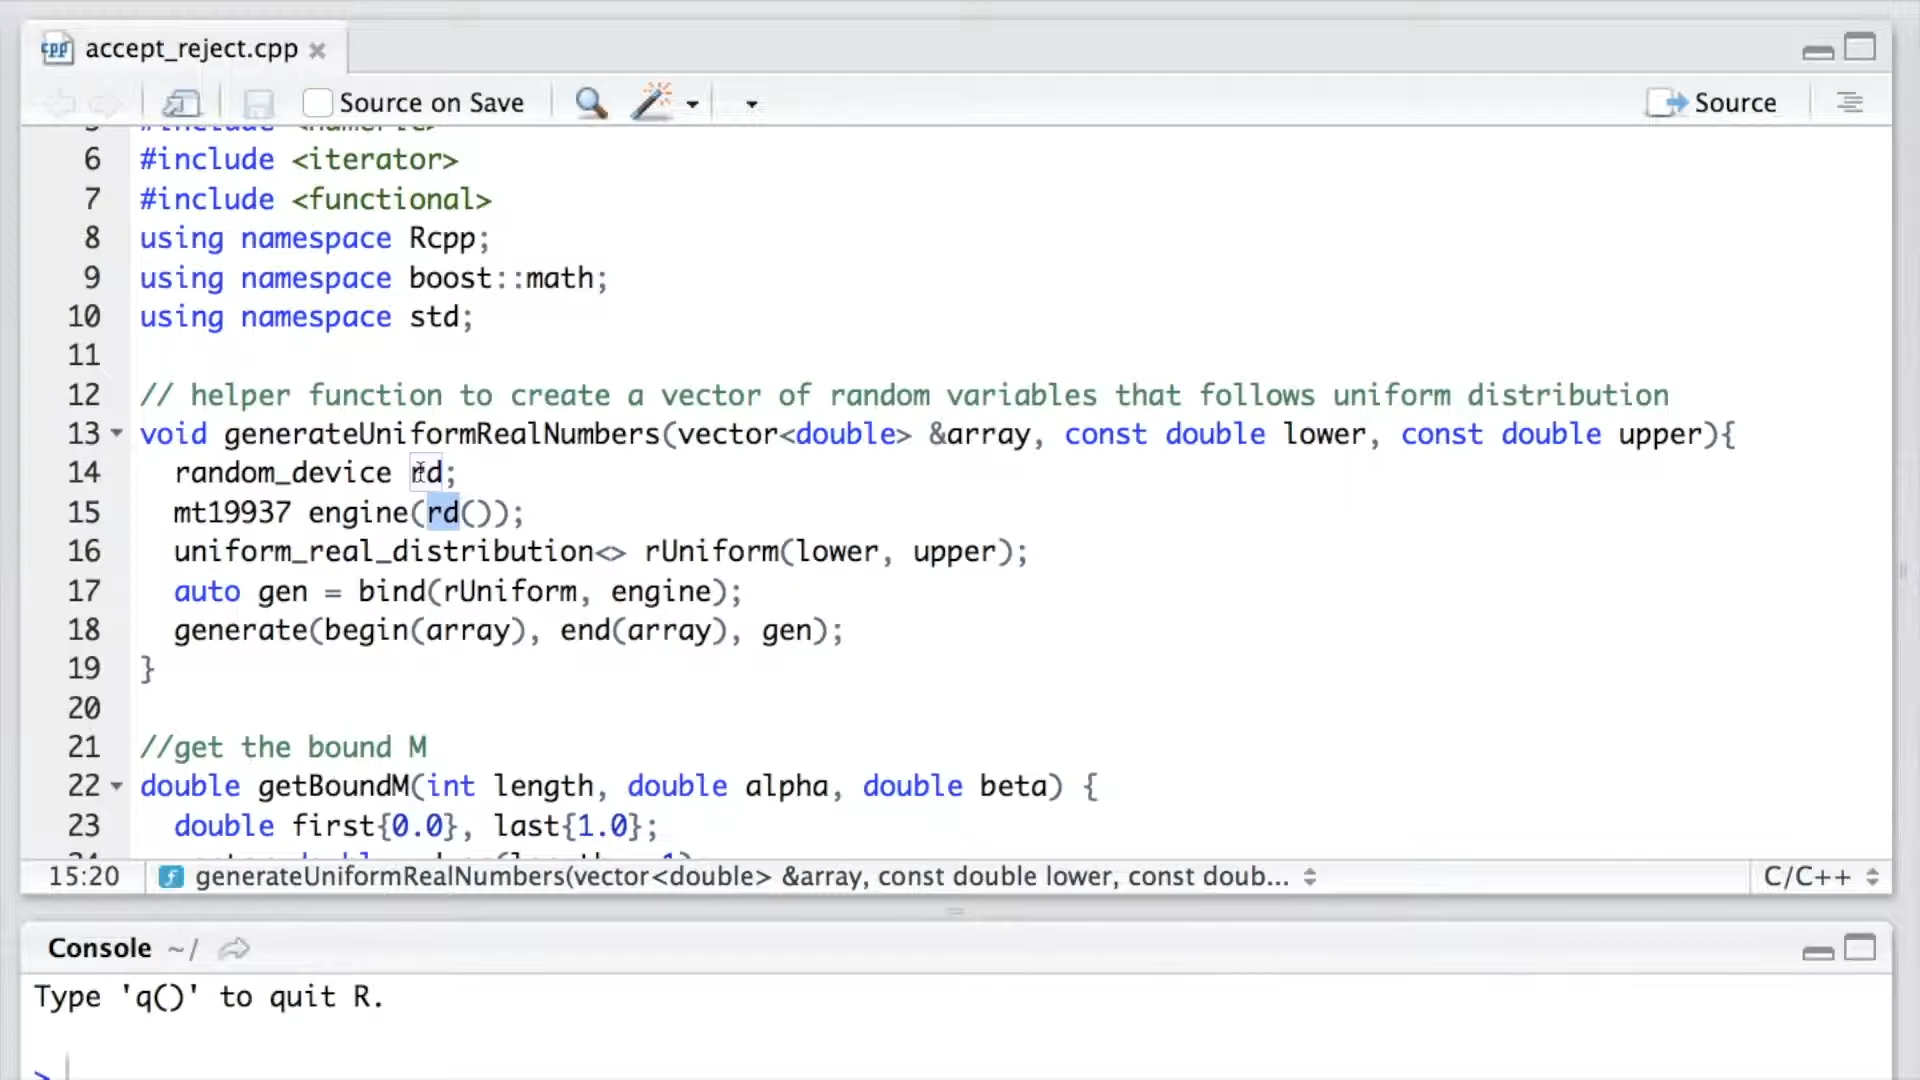 accept_reject.cpp
Source on Save
Source
#include <numeric>
6 #include <iterator>
7 #include <functional>
8 using namespace Rcpp;
9 using namespace boost::math;
10 using namespace std;
11
12 // helper function to create a vector of random variables that follows uniform distribution
13 void generateUniformRealNumbers(vector<double> &array, const double lower, const double upper){
14 random_device rd;
15 mt19937 engine(rd());
16 uniform_real_distribution<> rUniform(lower, upper);
17 auto gen = bind(rUniform, engine);
18 generate(begin(array), end(array), gen);
19 }
20
21 //get the bound M
22 double getBoundM(int length, double alpha, double beta) {
23 double first{0.0}, last{1.0};
15:20 generateUniformRealNumbers(vector<double> &array, const double lower, const doub... C/C++
Console ~/
Type 'q()' to quit R.
>